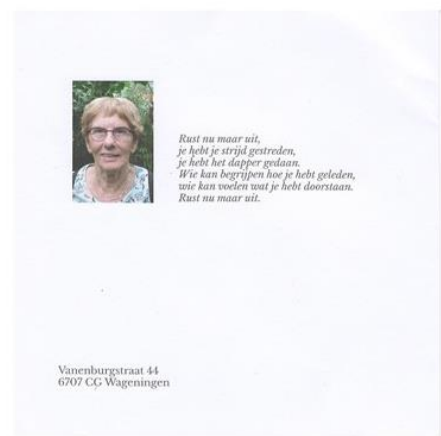 Rust nu maar uit,
je hebt je strijd gestreden,
je hebt het dapper gedaan.
Wie kan begrijpen hoe je hebt geleden,
wie kan voelen wat je hebt doorstaan.
Rust nu maar uit.
Vanenburgstraat 44
6707 CG Wageningen